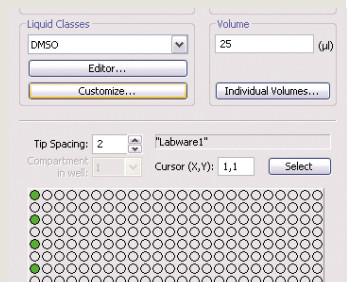 Liquid Classes
DMSO
Editor...
Customize...
Volume
25 (µl)
Individual Volumes...
Tip Spacing: 2 "Labware1"
Compartment in well: 1
Cursor (X,Y): 1,1 Select